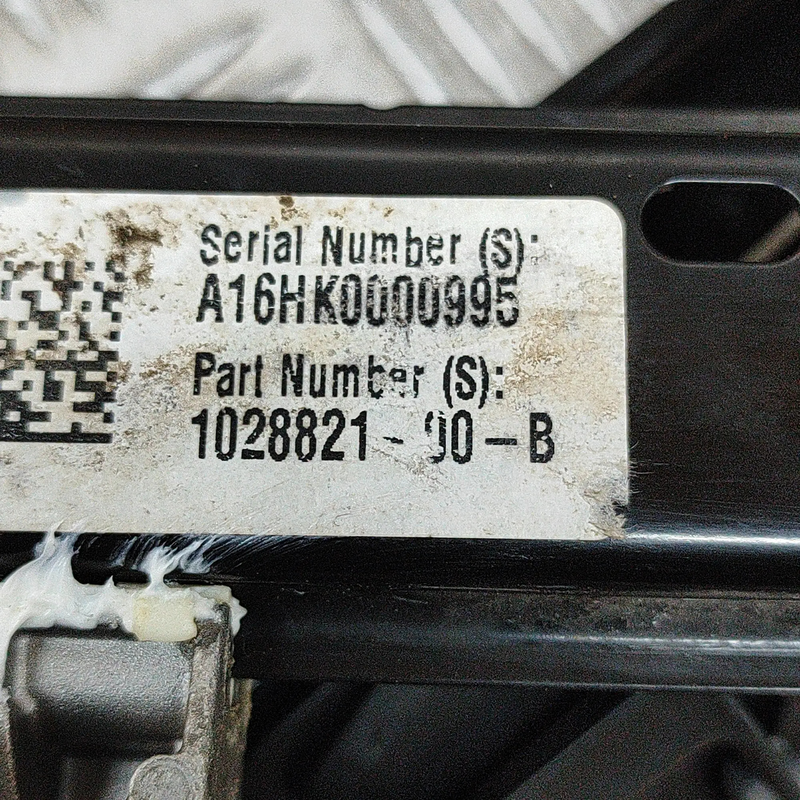 Serial Number (S):
A16HK0000995
Part Number (S):
1028821-00-B